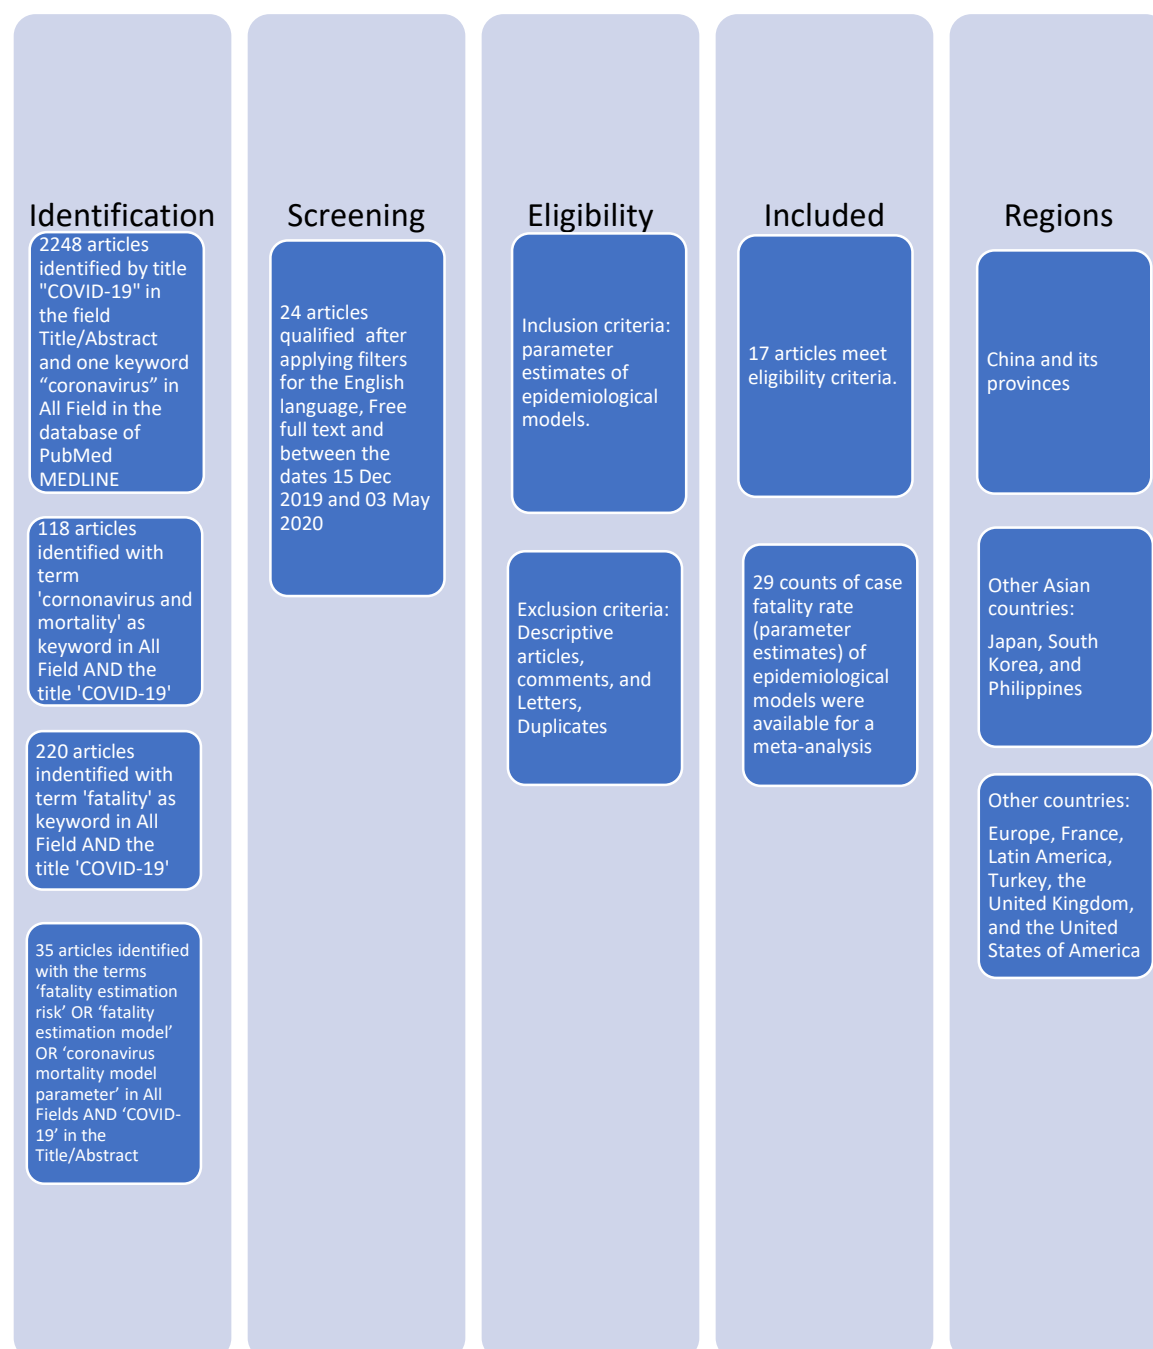 Identification
2248 articles
identified by title
"COVID-19" in
the field
Title/Abstract
and one keyword
“coronavirus” in
All Field in the
database of
PubMed
MEDLINE
118 articles
identified with
term
'cornonavirus and
mortality' as
keyword in All
Field AND the
title 'COVID-19'
220 articles
indentified with
term 'fatality' as
keyword in All
Field AND the
title 'COVID-19'
35 articles identified
with the terms
‘fatality estimation
risk’ OR ‘fatality
estimation model’
OR ‘coronavirus
mortality model
parameter’ in All
Fields AND ‘COVID-
19’ in the
Title/Abstract
Screening
24 articles
qualified after
applying filters
for the English
language, Free
full text and
between the
dates 15 Dec
2019 and 03 May
2020
Eligibility
Inclusion criteria:
parameter
estimates of
epidemiological
models.
Exclusion criteria:
Descriptive
articles,
comments, and
Letters,
Duplicates
Included
17 articles meet
eligibility criteria.
29 counts of case
fatality rate
(parameter
estimates) of
epidemiological
models were
available for a
meta-analysis
Regions
China and its
provinces
Other Asian
countries:
Japan, South
Korea, and
Philippines
Other countries:
Europe, France,
Latin America,
Turkey, the
United Kingdom,
and the United
States of America